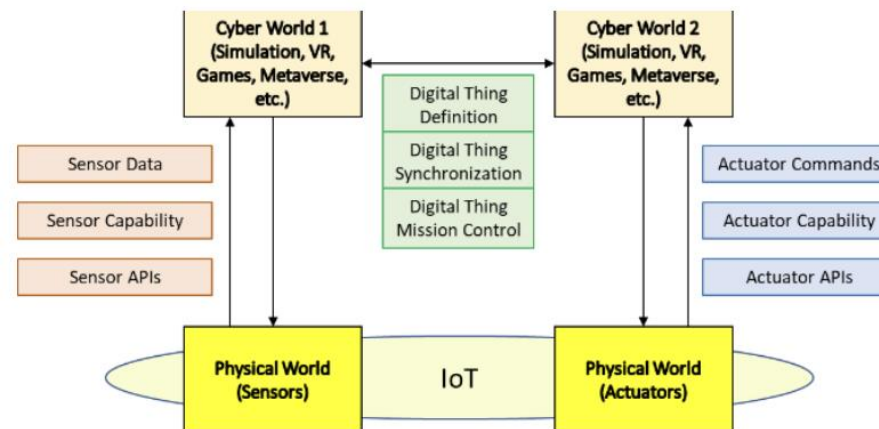 Cyber World 1
(Simulation, VR,
Games, Metaverse,
etc.)
Cyber World 2
(Simulation, VR,
Games, Metaverse,
etc.)
Digital Thing
Definition
Digital Thing
Synchronization
Digital Thing
Mission Control
Sensor Data
Sensor Capability
Sensor APIs
Actuator Commands
Actuator Capability
Actuator APIs
Physical World
(Sensors)
IoT
Physical World
(Actuators)